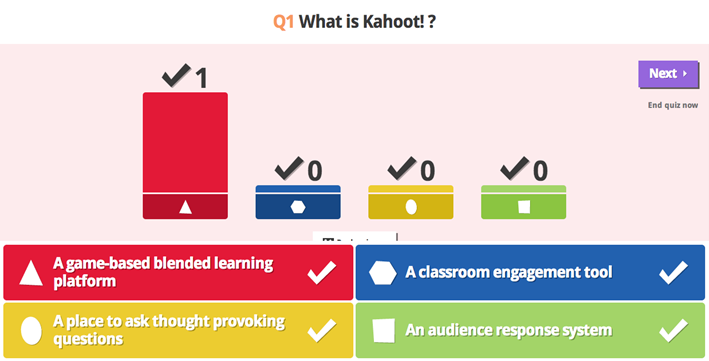 Q1 What is Kahoot! ?
1
Next
End quiz now
0
0
0
A game-based blended learning
platform
A classroom engagement tool
A place to ask thought provoking
questions
An audience response system